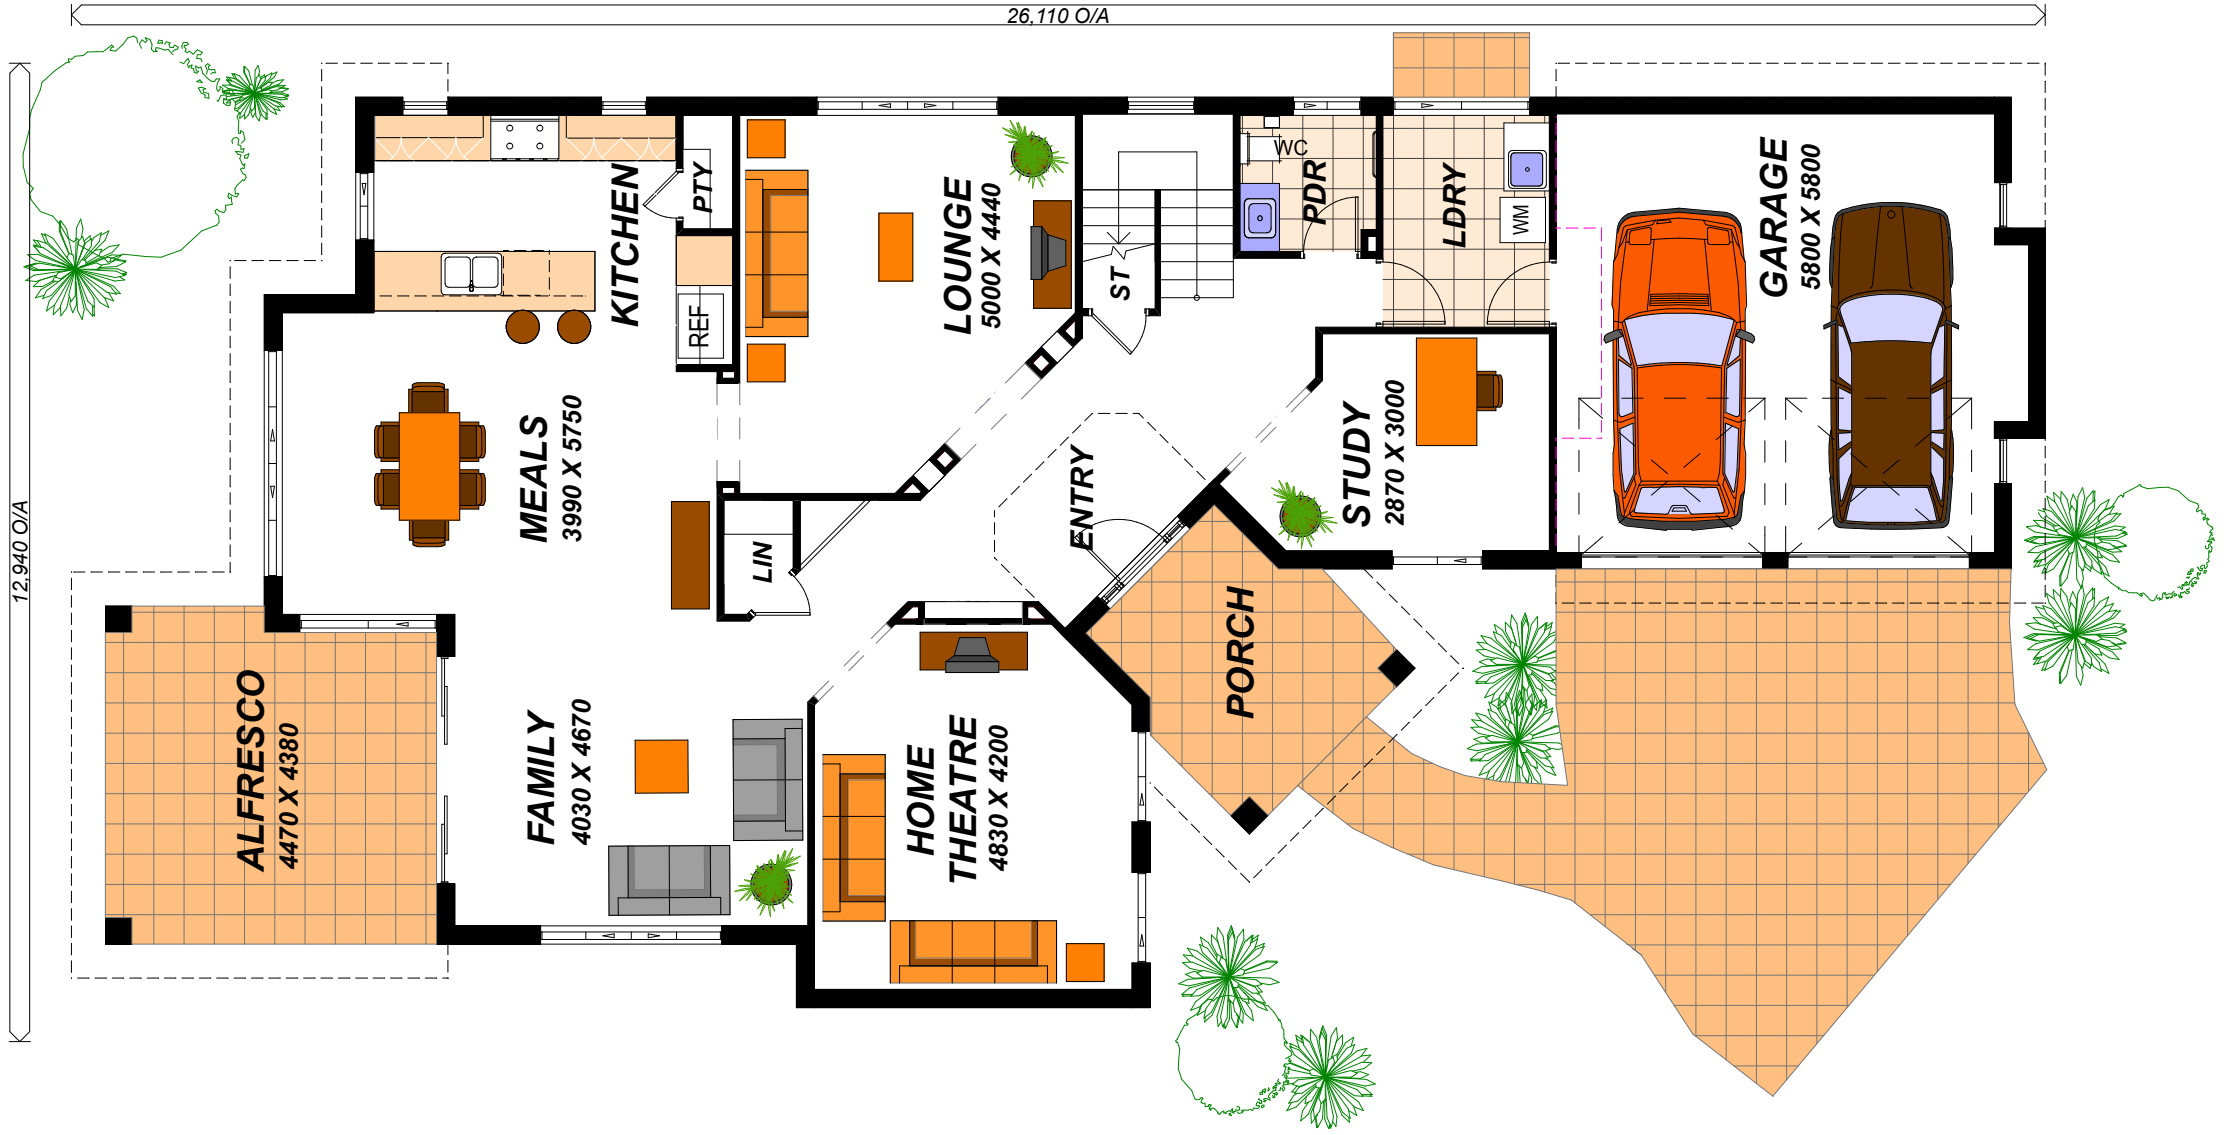 26,110 O/A
12,940 O/A
KITCHEN
PTY
REF
LOUNGE
5000 X 4440
ST
WC
PDR
LDRY
WM
GARAGE
5800 X 5800
MEALS
3990 X 5750
LIN
ENTRY
STUDY
2870 X 3000
PORCH
ALFRESCO
4470 X 4380
FAMILY
4030 X 4670
HOME
THEATRE
4830 X 4200